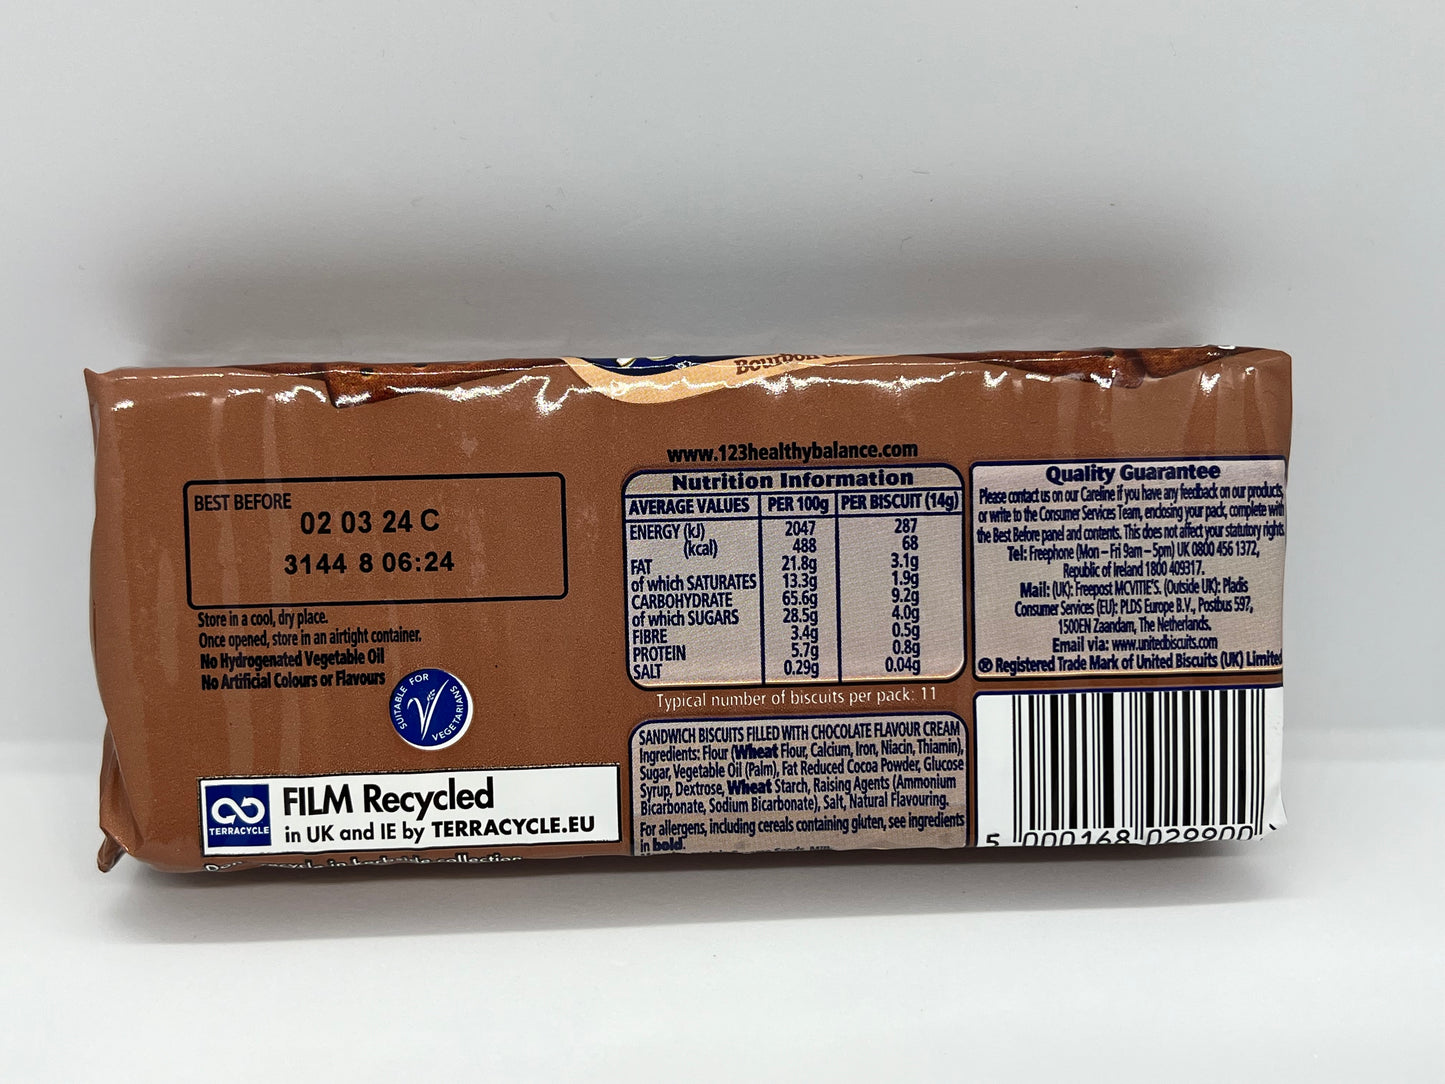 Bourbon
www.123healthybalance.com
BEST BEFORE
02 03 24 C
3144 8 06:24
Store in a cool, dry place.
Once opened, store in an airtight container.
No Hydrogenated Vegetable Oil
No Artificial Colours or Flavours
SUITABLE FOR VEGETARIANS
TERRACYCLE
FILM Recycled
in UK and IE by TERRACYCLE.EU
Nutrition Information
AVERAGE VALUES PER 100g PER BISCUIT (14g)
ENERGY (kJ) 2047 287
(kcal) 488 68
FAT 21.8g 3.1g
of which SATURATES 13.3g 1.9g
CARBOHYDRATE 65.6g 9.2g
of which SUGARS 28.5g 4.0g
FIBRE 3.4g 0.5g
PROTEIN 5.7g 0.8g
SALT 0.29g 0.04g
Typical number of biscuits per pack: 11
SANDWICH BISCUITS FILLED WITH CHOCOLATE FLAVOUR CREAM
Ingredients: Flour (Wheat Flour, Calcium, Iron, Niacin, Thiamin),
Sugar, Vegetable Oil (Palm), Fat Reduced Cocoa Powder, Glucose
Syrup, Dextrose, Wheat Starch, Raising Agents (Ammonium
Bicarbonate, Sodium Bicarbonate), Salt, Natural Flavouring.
For allergens, including cereals containing gluten, see ingredients
in bold.
Quality Guarantee
Please contact us on our Careline if you have any feedback on our products,
or write to the Consumer Services Team, enclosing your pack, complete with
the Best Before panel and contents. This does not affect your statutory rights.
Tel: Freephone (Mon – Fri 9am – 5pm) UK 0800 456 1372,
Republic of Ireland 1800 409317.
Mail: (UK): Freepost MCVITIE'S. (Outside UK): Pladis
Consumer Services (EU): PLDS Europe B.V., Postbus 597,
1500EN Zaandam, The Netherlands.
Email via: www.unitedbiscuits.com
® Registered Trade Mark of United Biscuits (UK) Limited
5 000168 029900